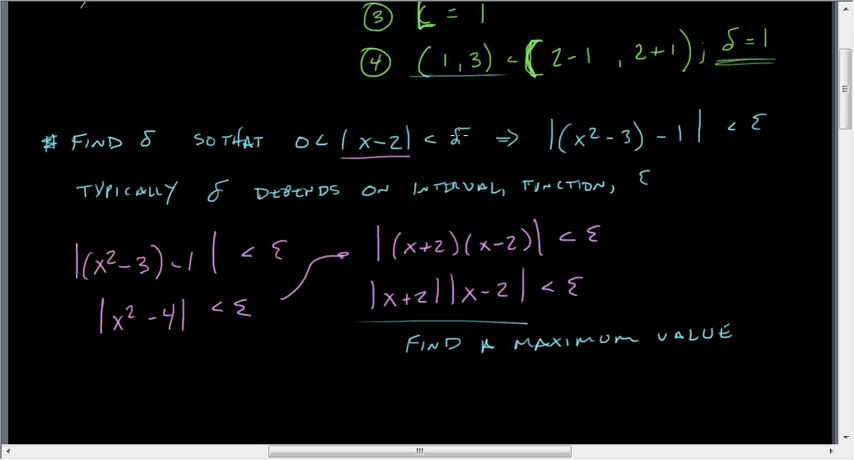 ③ L = 1
④ (1, 3) < (2-1, 2+1); δ = 1
# FIND δ SO THAT 0 < |x-2| < δ ⇒ |(x²-3)-1| < ε
TYPICALLY δ DEPENDS ON INTERVAL, FUNCTION, ε
|(x²-3)-1| < ε
|x²-4| < ε
|(x+2)(x-2)| < ε
|x+2||x-2| < ε
FIND A MAXIMUM VALUE